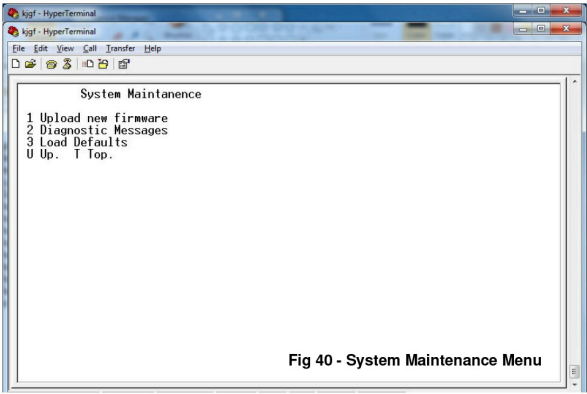 kjgf - HyperTerminal
kjgf - HyperTerminal
File Edit View Call Transfer Help
System Maintanence
1 Upload new firmware
2 Diagnostic Messages
3 Load Defaults
U Up. T Top.
Fig 40 - System Maintenance Menu